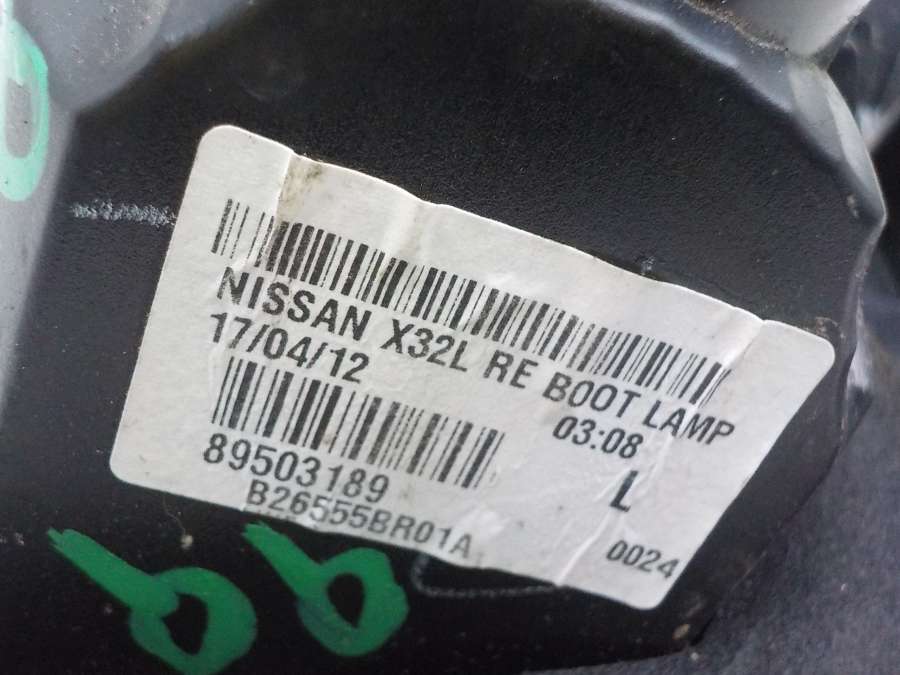 NISSAN X32L RE BOOT LAMP
17/04/12 03:08
89503189 L
B26555BR01A 0024